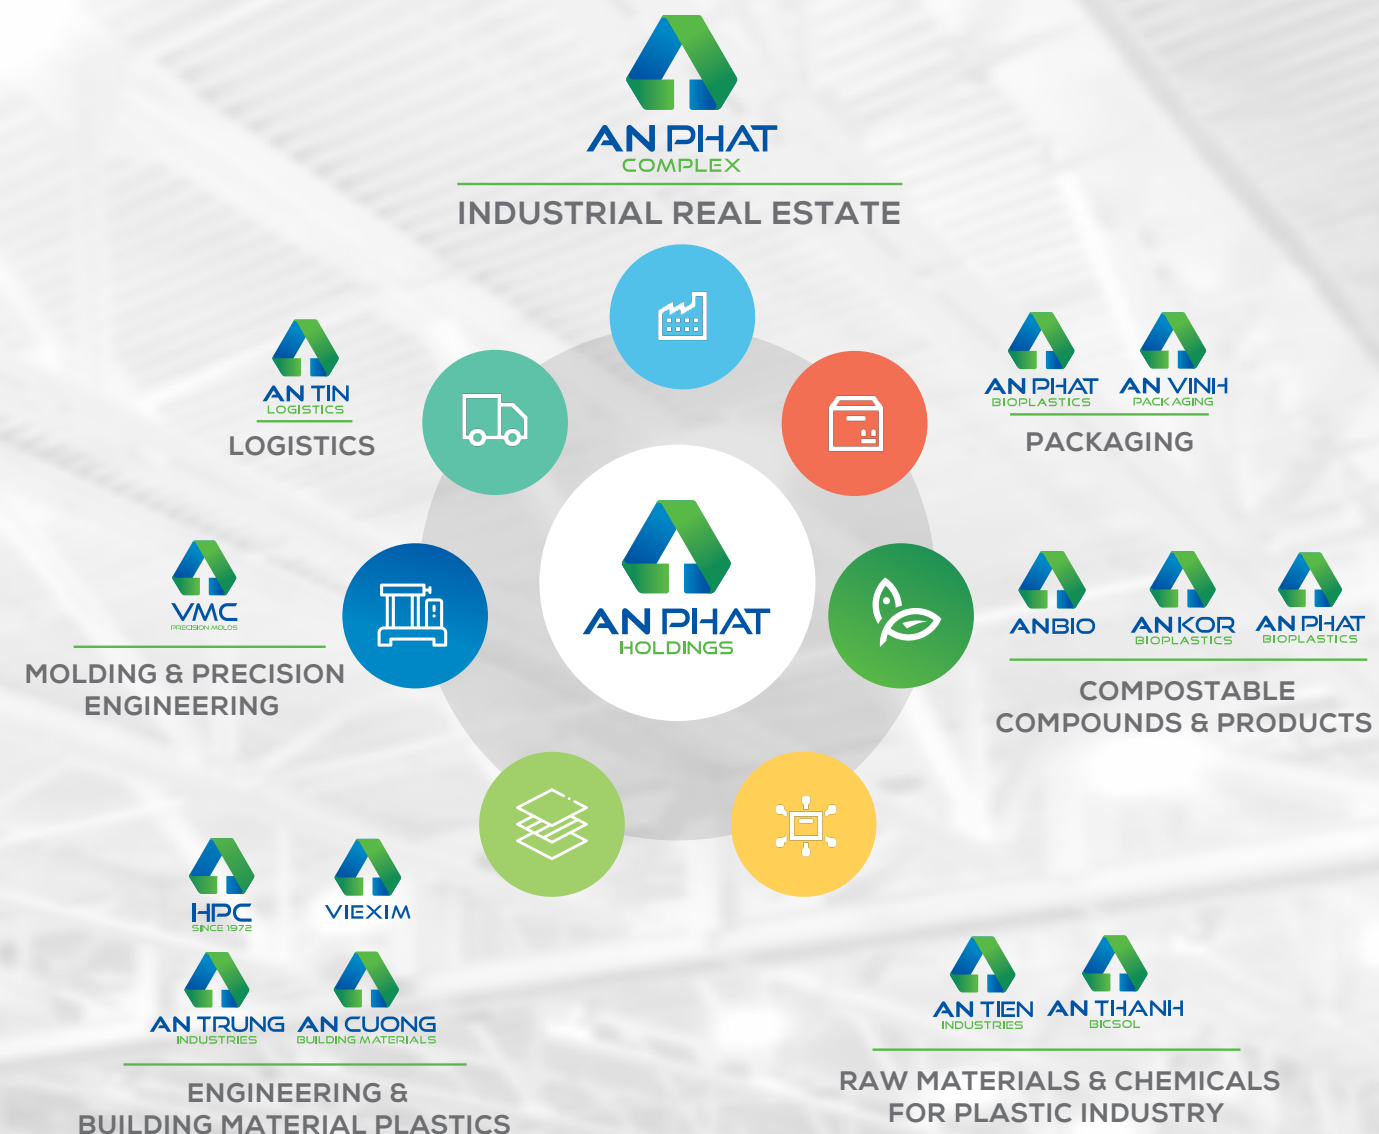 AN PHAT
COMPLEX
INDUSTRIAL REAL ESTATE
AN TIN
LOGISTICS
LOGISTICS
AN PHAT
BIOPLASTICS
AN VINH
PACKAGING
PACKAGING
AN PHAT
HOLDINGS
VMC
PRECISION MOLDS
MOLDING & PRECISION
ENGINEERING
ANBIO
ANKOR
BIOPLASTICS
AN PHAT
BIOPLASTICS
COMPOSTABLE
COMPOUNDS & PRODUCTS
HPC
SINCE 1972
VIEXIM
AN TRUNG
INDUSTRIES
AN CUONG
BUILDING MATERIALS
ENGINEERING &
BUILDING MATERIAL PLASTICS
AN TIEN
INDUSTRIES
AN THANH
BICSOL
RAW MATERIALS & CHEMICALS
FOR PLASTIC INDUSTRY